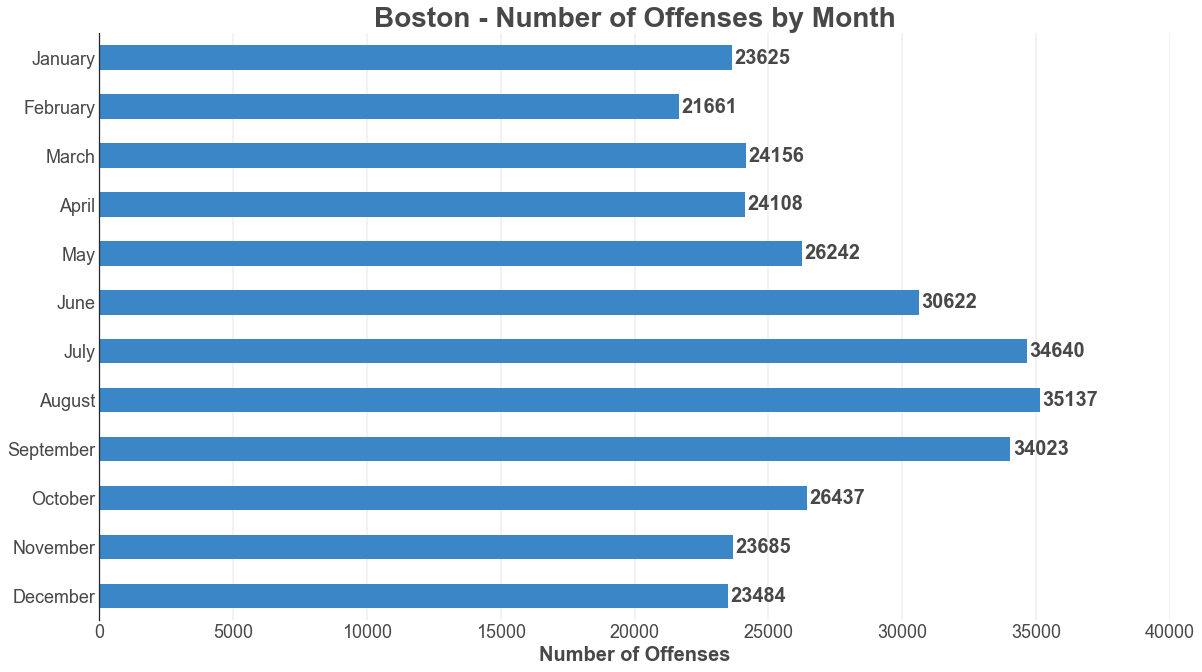 Boston - Number of Offenses by Month
January 23625
February 21661
March 24156
April 24108
May 26242
June 30622
July 34640
August 35137
September 34023
October 26437
November 23685
December 23484
0 5000 10000 15000 20000 25000 30000 35000 40000
Number of Offenses